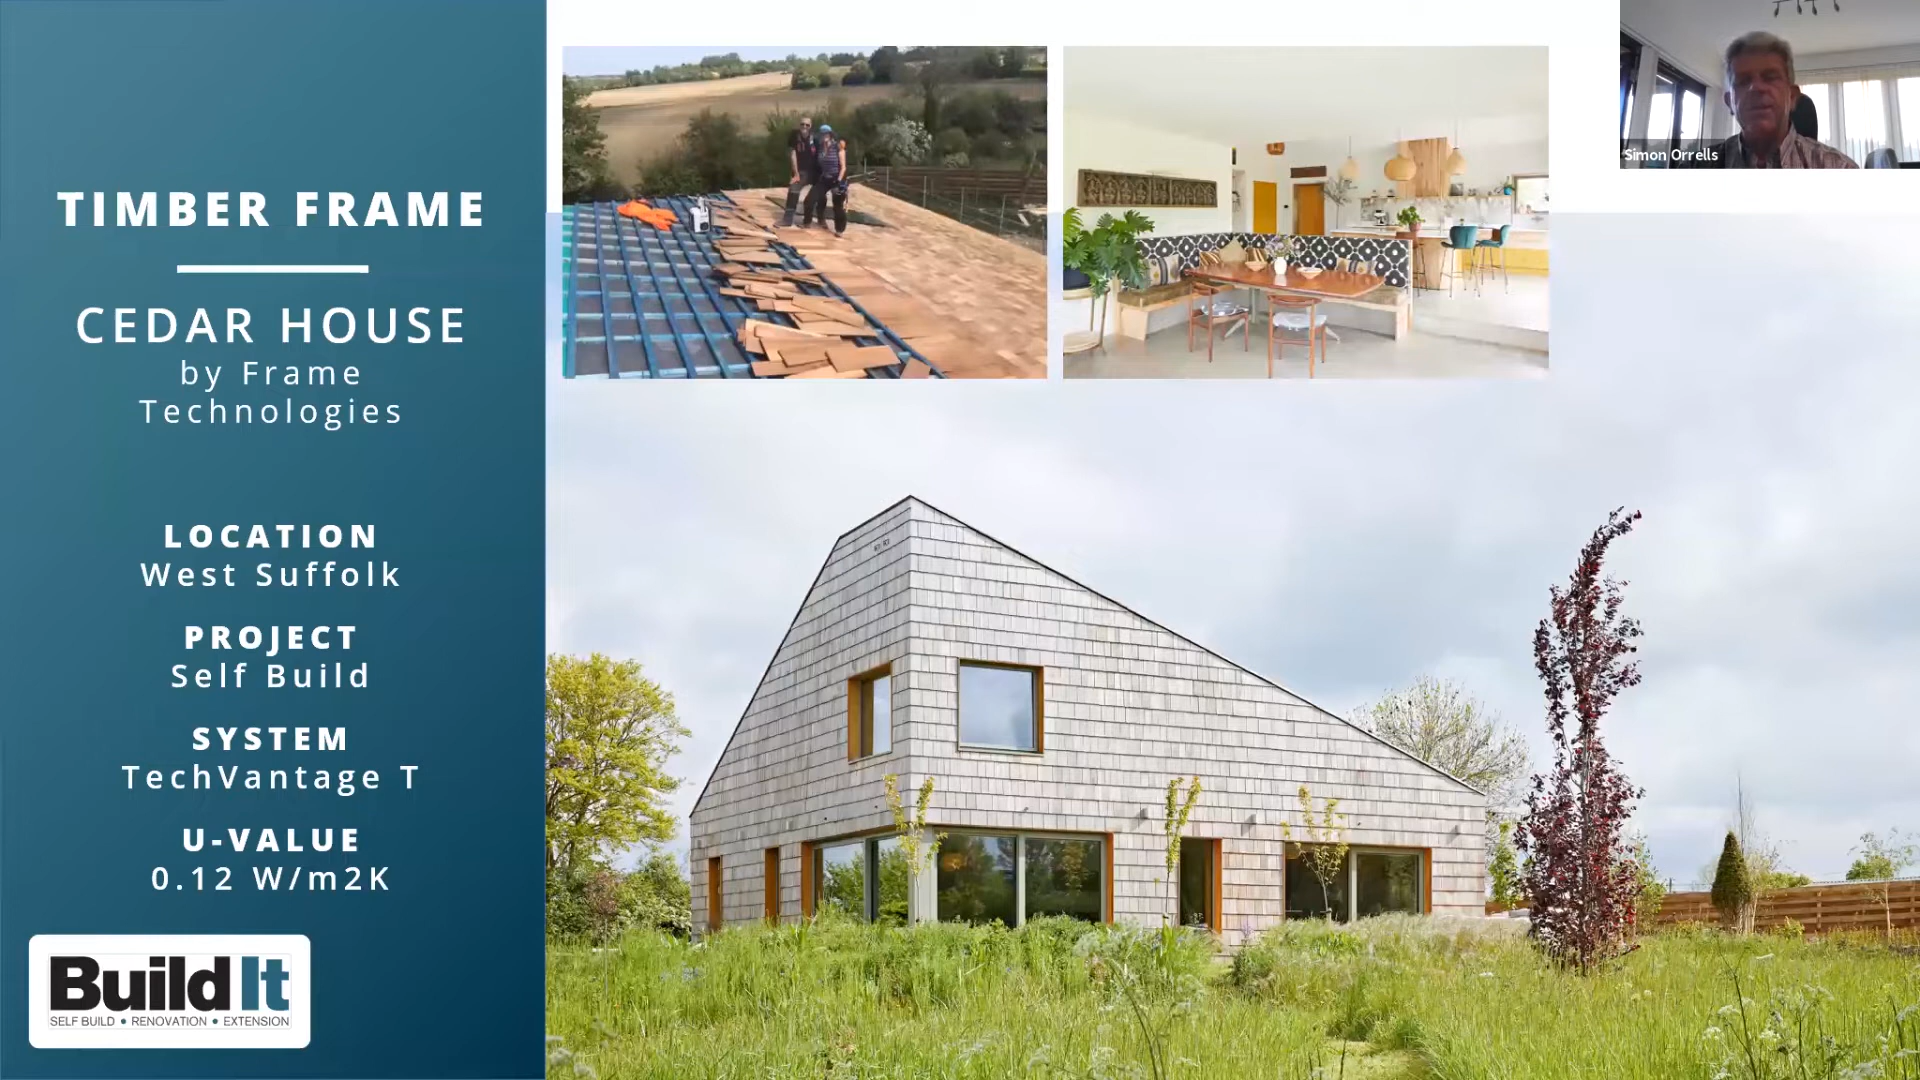 TIMBER FRAME
CEDAR HOUSE
by Frame
Technologies
LOCATION
West Suffolk
PROJECT
Self Build
SYSTEM
TechVantage T
U-VALUE
0.12 W/m2K
Build It
SELF BUILD • RENOVATION • EXTENSION
Simon Orrells